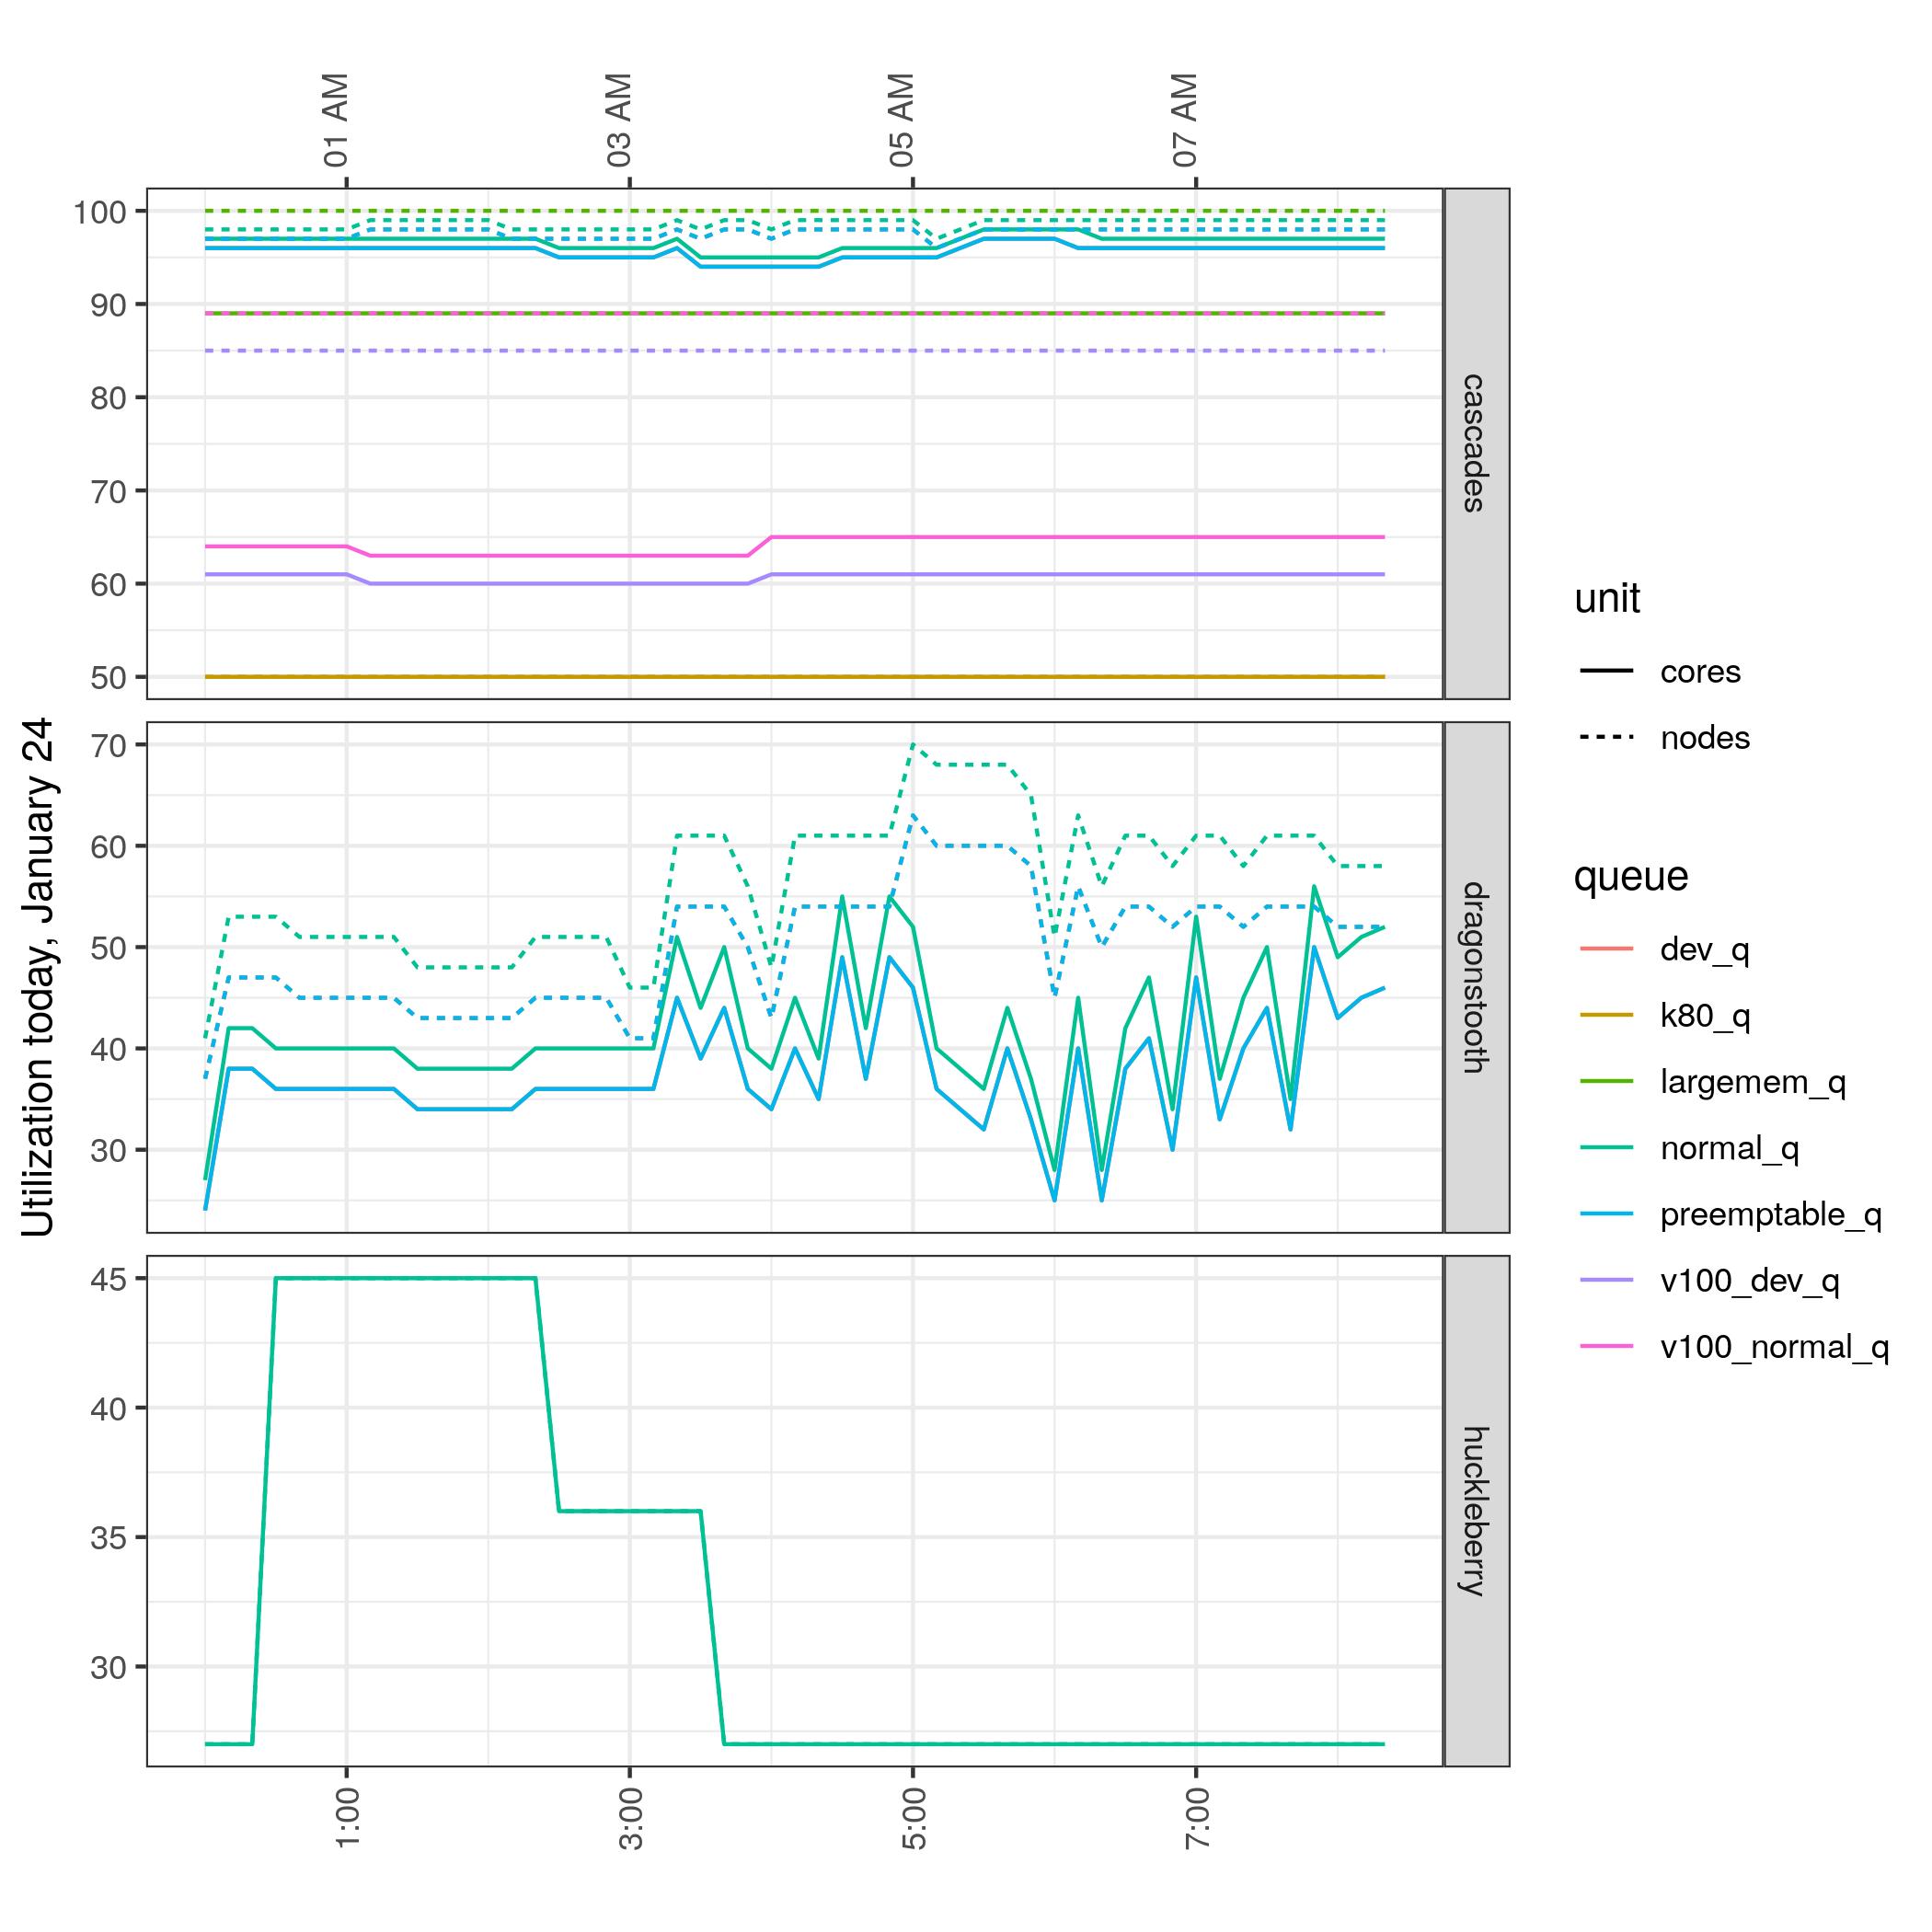 01 AM
03 AM
05 AM
07 AM
100
90
80
70
60
50
cascades
70
60
50
40
30
dragonstooth
45
40
35
30
huckleberry
1:00
3:00
5:00
7:00
Utilization today, January 24
unit
cores
nodes
queue
dev_q
k80_q
largemem_q
normal_q
preemptable_q
v100_dev_q
v100_normal_q